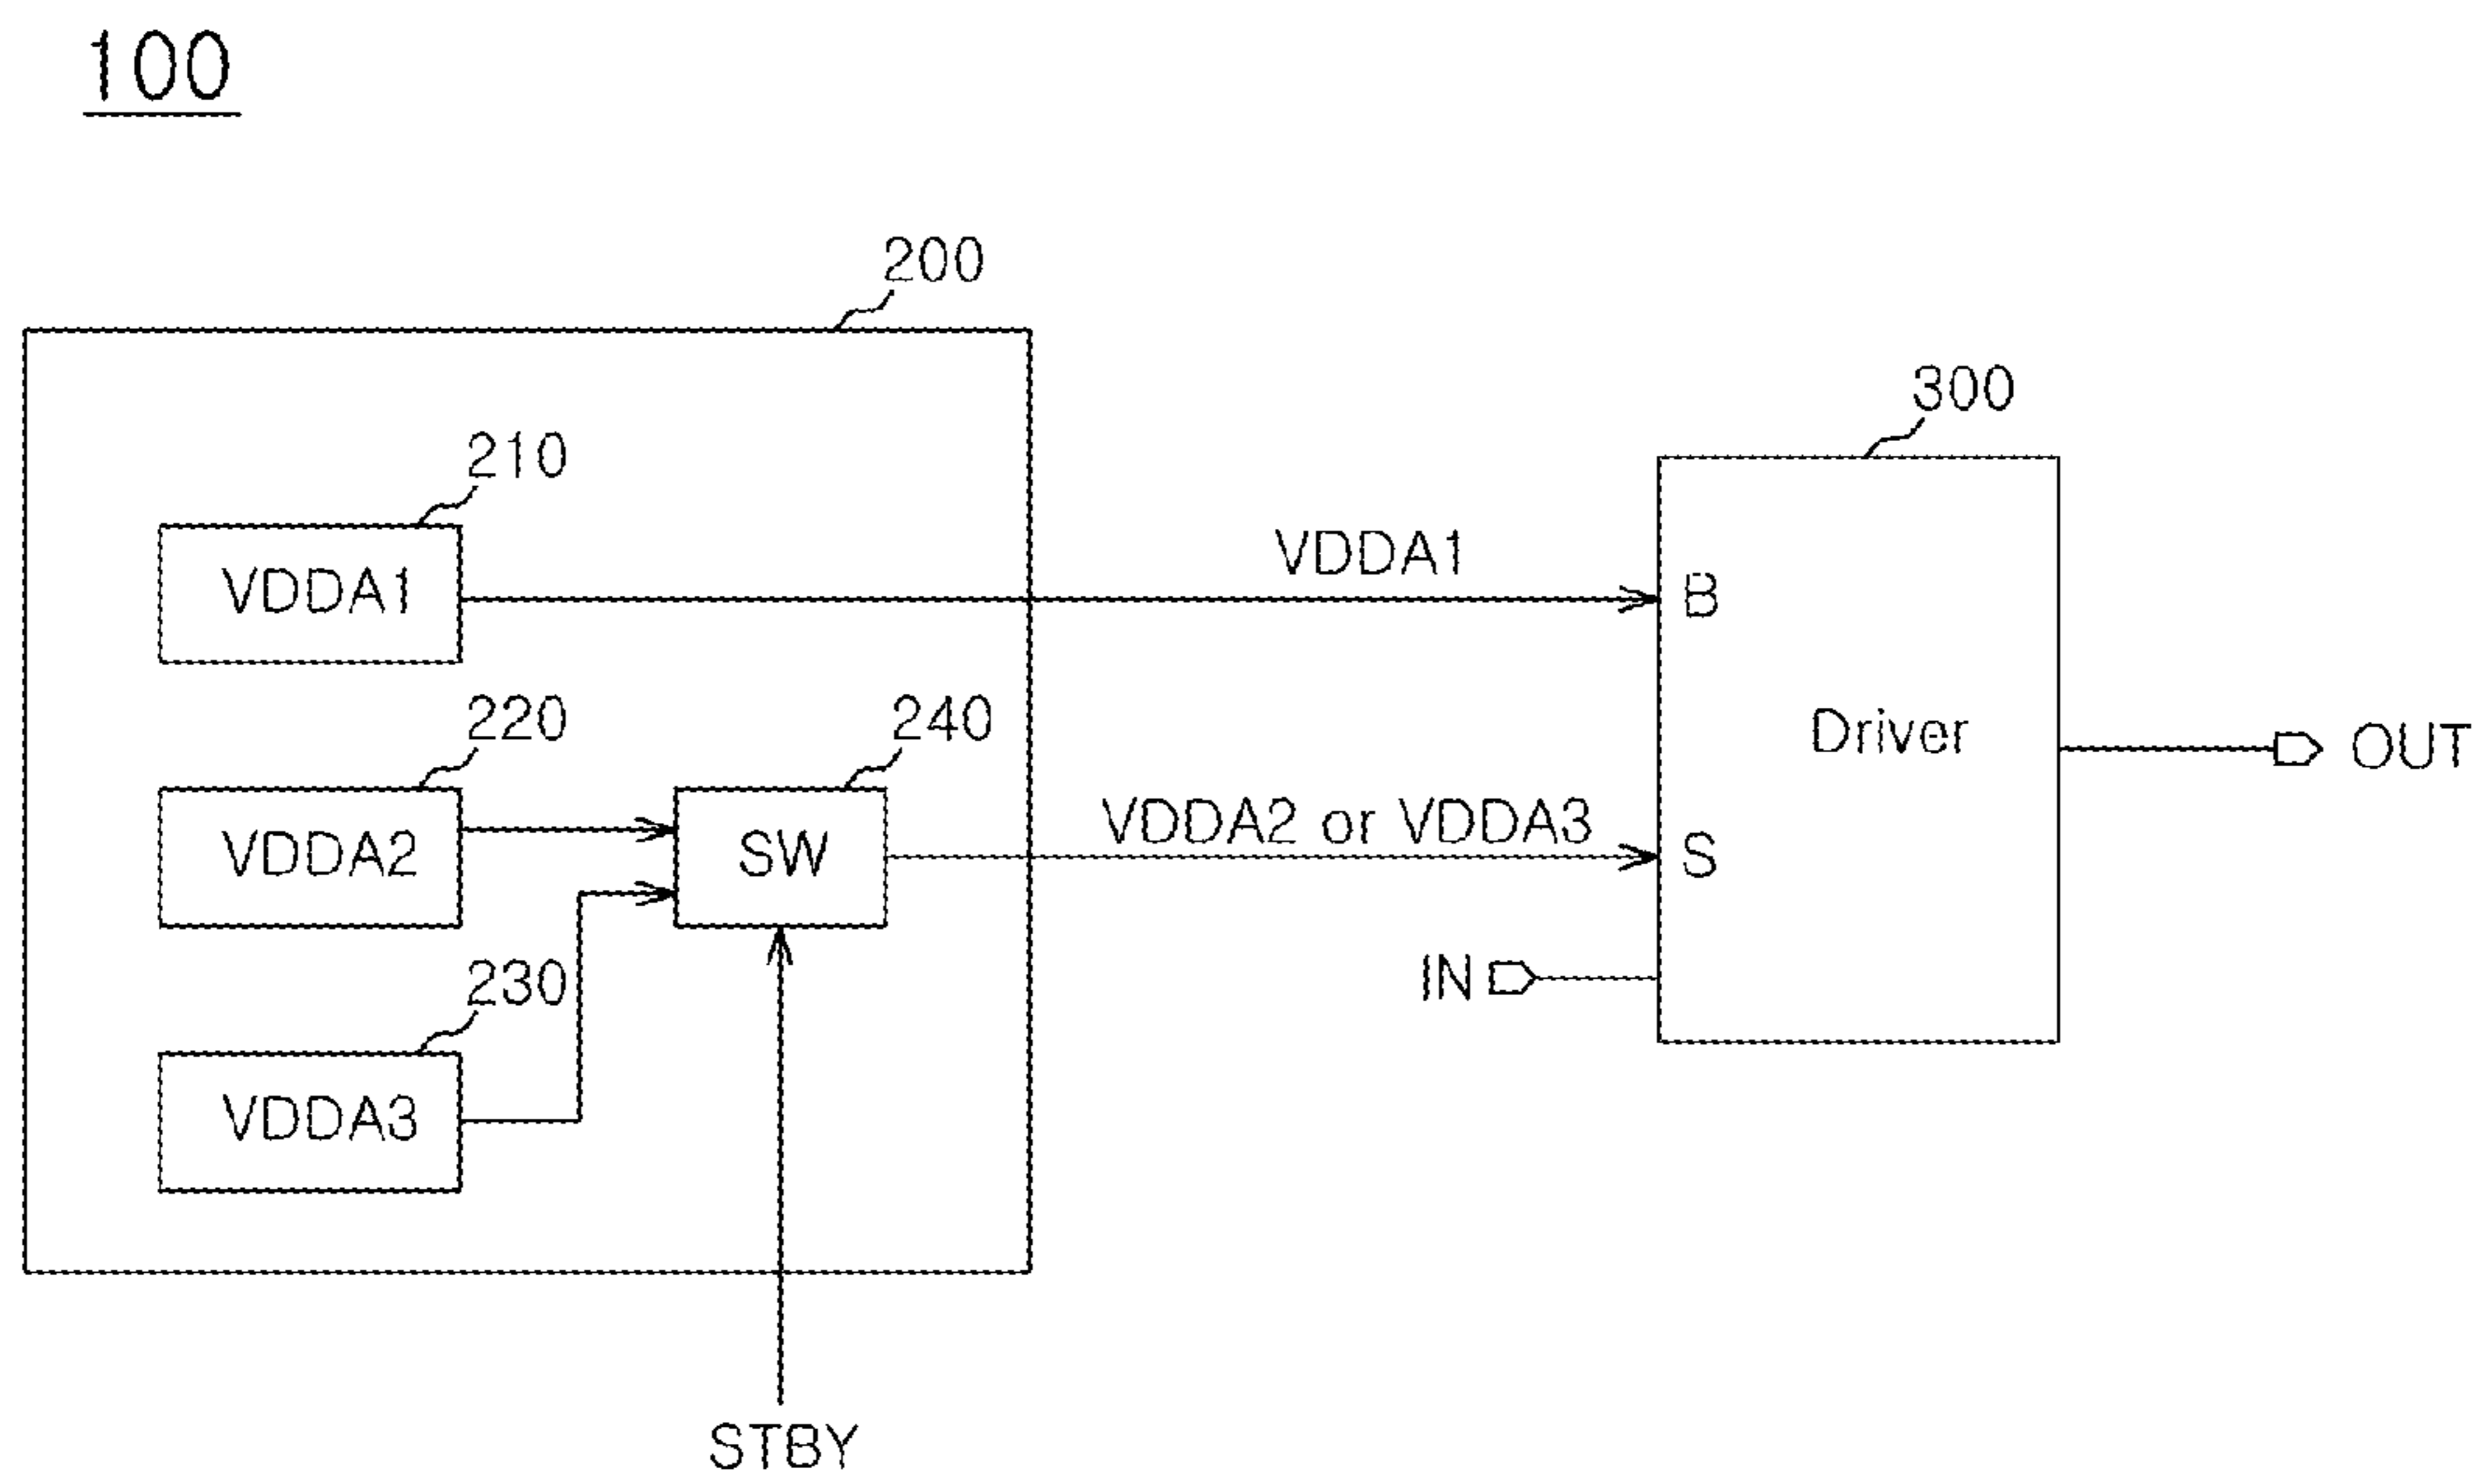 100
200
300
210
VDDA1
VDDA1
B
220
240
VDDA2
SW
VDDA2 or VDDA3
S
Driver
OUT
IN
230
VDDA3
STBY